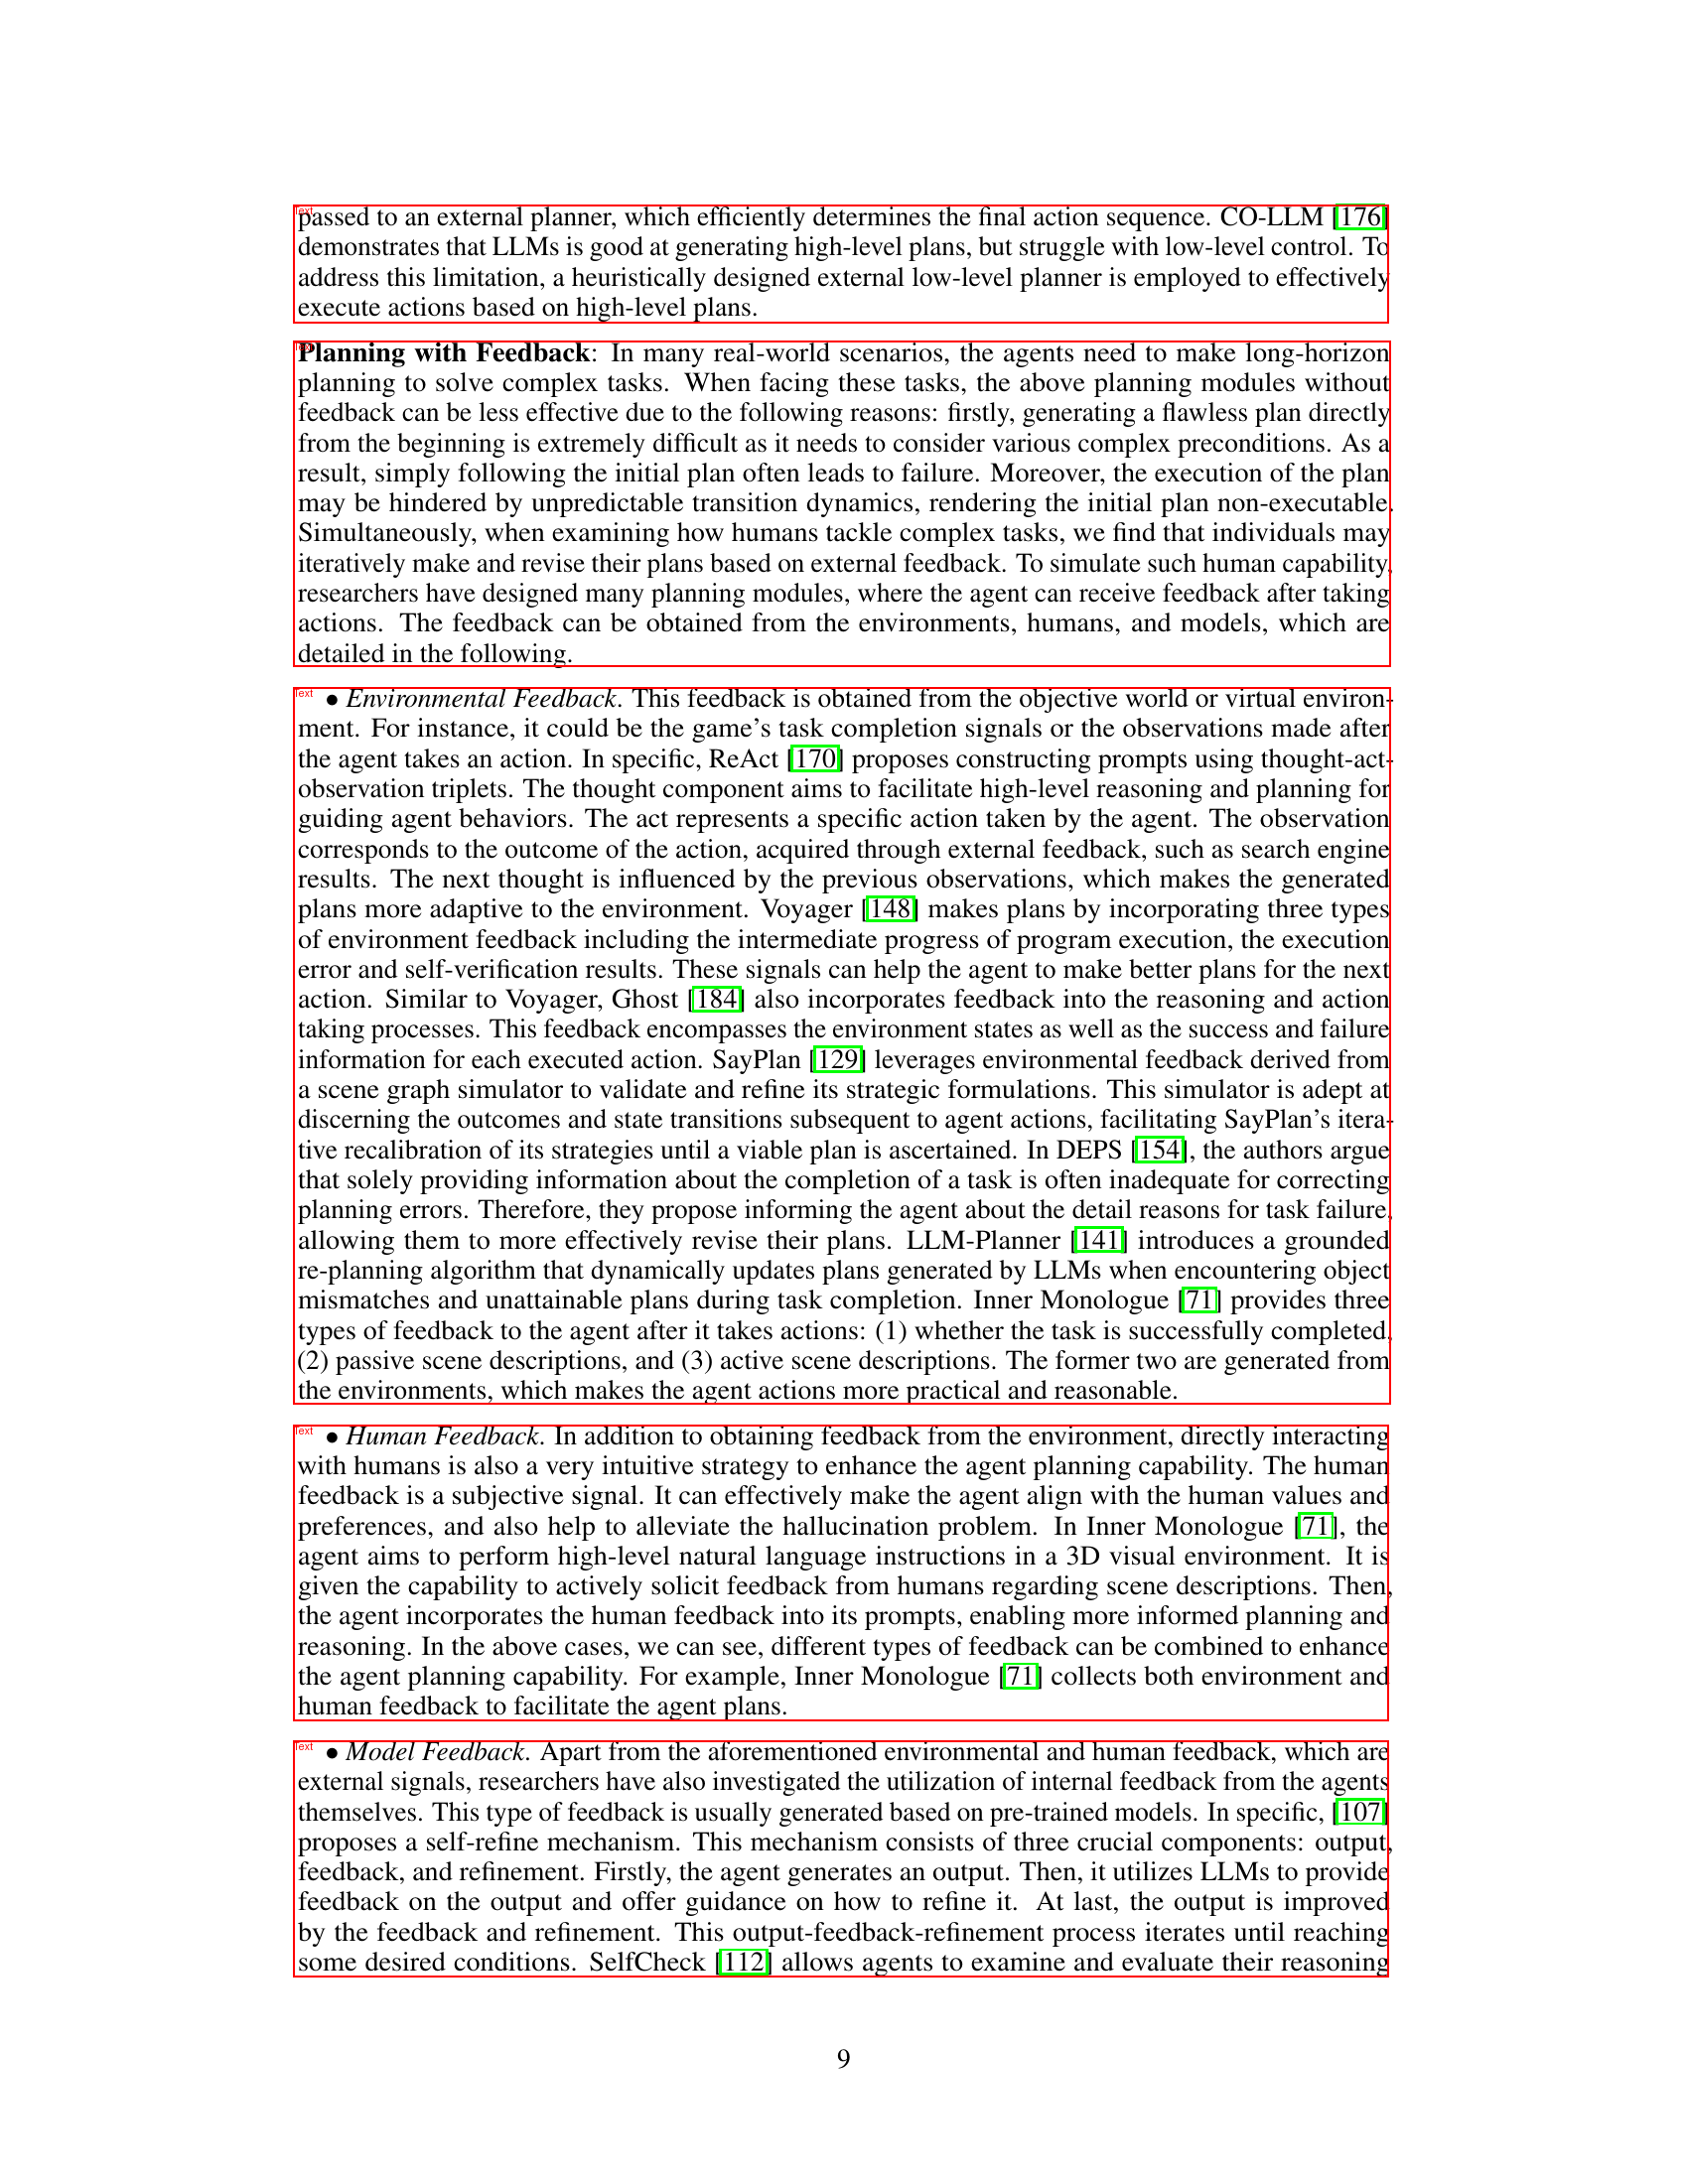 Text
passed to an external planner, which efficiently determines the final action sequence. CO-LLM [176]
demonstrates that LLMs is good at generating high-level plans, but struggle with low-level control. To
address this limitation, a heuristically designed external low-level planner is employed to effectively
execute actions based on high-level plans.
Text
Planning with Feedback: In many real-world scenarios, the agents need to make long-horizon
planning to solve complex tasks. When facing these tasks, the above planning modules without
feedback can be less effective due to the following reasons: firstly, generating a flawless plan directly
from the beginning is extremely difficult as it needs to consider various complex preconditions. As a
result, simply following the initial plan often leads to failure. Moreover, the execution of the plan
may be hindered by unpredictable transition dynamics, rendering the initial plan non-executable.
Simultaneously, when examining how humans tackle complex tasks, we find that individuals may
iteratively make and revise their plans based on external feedback. To simulate such human capability,
researchers have designed many planning modules, where the agent can receive feedback after taking
actions. The feedback can be obtained from the environments, humans, and models, which are
detailed in the following.
Text
• Environmental Feedback. This feedback is obtained from the objective world or virtual environ-
ment. For instance, it could be the game's task completion signals or the observations made after
the agent takes an action. In specific, ReAct [170] proposes constructing prompts using thought-act-
observation triplets. The thought component aims to facilitate high-level reasoning and planning for
guiding agent behaviors. The act represents a specific action taken by the agent. The observation
corresponds to the outcome of the action, acquired through external feedback, such as search engine
results. The next thought is influenced by the previous observations, which makes the generated
plans more adaptive to the environment. Voyager [148] makes plans by incorporating three types
of environment feedback including the intermediate progress of program execution, the execution
error and self-verification results. These signals can help the agent to make better plans for the next
action. Similar to Voyager, Ghost [184] also incorporates feedback into the reasoning and action
taking processes. This feedback encompasses the environment states as well as the success and failure
information for each executed action. SayPlan [129] leverages environmental feedback derived from
a scene graph simulator to validate and refine its strategic formulations. This simulator is adept at
discerning the outcomes and state transitions subsequent to agent actions, facilitating SayPlan's itera-
tive recalibration of its strategies until a viable plan is ascertained. In DEPS [154], the authors argue
that solely providing information about the completion of a task is often inadequate for correcting
planning errors. Therefore, they propose informing the agent about the detail reasons for task failure,
allowing them to more effectively revise their plans. LLM-Planner [141] introduces a grounded
re-planning algorithm that dynamically updates plans generated by LLMs when encountering object
mismatches and unattainable plans during task completion. Inner Monologue [71] provides three
types of feedback to the agent after it takes actions: (1) whether the task is successfully completed,
(2) passive scene descriptions, and (3) active scene descriptions. The former two are generated from
the environments, which makes the agent actions more practical and reasonable.
Text
• Human Feedback. In addition to obtaining feedback from the environment, directly interacting
with humans is also a very intuitive strategy to enhance the agent planning capability. The human
feedback is a subjective signal. It can effectively make the agent align with the human values and
preferences, and also help to alleviate the hallucination problem. In Inner Monologue [71], the
agent aims to perform high-level natural language instructions in a 3D visual environment. It is
given the capability to actively solicit feedback from humans regarding scene descriptions. Then,
the agent incorporates the human feedback into its prompts, enabling more informed planning and
reasoning. In the above cases, we can see, different types of feedback can be combined to enhance
the agent planning capability. For example, Inner Monologue [71] collects both environment and
human feedback to facilitate the agent plans.
Text
• Model Feedback. Apart from the aforementioned environmental and human feedback, which are
external signals, researchers have also investigated the utilization of internal feedback from the agents
themselves. This type of feedback is usually generated based on pre-trained models. In specific, [107]
proposes a self-refine mechanism. This mechanism consists of three crucial components: output,
feedback, and refinement. Firstly, the agent generates an output. Then, it utilizes LLMs to provide
feedback on the output and offer guidance on how to refine it. At last, the output is improved
by the feedback and refinement. This output-feedback-refinement process iterates until reaching
some desired conditions. SelfCheck [112] allows agents to examine and evaluate their reasoning
9